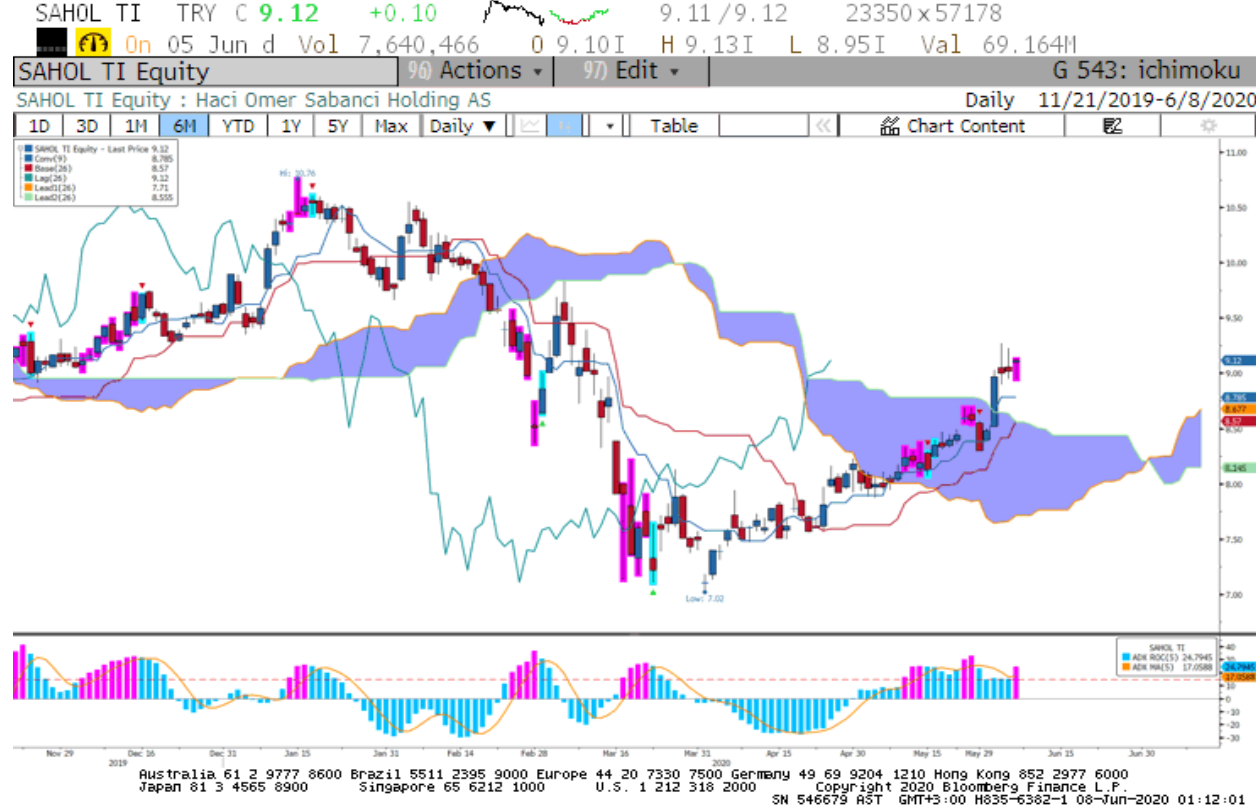 SAHOL TI TRY C 9.12 +0.10 9.11 / 9.12 23350 x 57178
On 05 Jun d Vol 7,640,466 O 9.10I H 9.13I L 8.95I Val 69.164M
SAHOL TI Equity 96) Actions 97) Edit G 543: ichimoku
SAHOL TI Equity : Haci Omer Sabanci Holding AS Daily 11/21/2019-6/8/2020
1D 3D 1M 6M YTD 1Y 5Y Max Daily ▼ Table Chart Content
SAHOL TI Equity - Last Price 9.12
Conv(9) 8.785
Base(26) 8.57
Lag(26) 9.12
Lead1(26) 7.71
Lead2(26) 8.555
Hi: 10.76
Low: 7.02
11.00
10.50
10.00
9.50
9.12
9.00
8.785
8.677
8.57
8.50
8.145
8.00
7.50
7.00
SAHOL TI
ADX ROC(5) 24.7945
ADX MA(5) 17.0588
40
30
24.7945
17.0588
10
0
-10
-20
-30
Nov 29 Dec 16 Dec 31 Jan 15 Jan 31 Feb 14 Feb 28 Mar 16 Mar 31 Apr 15 Apr 30 May 15 May 29 Jun 15 Jun 30
2019 2020
Australia 61 2 9777 8600 Brazil 5511 2395 9000 Europe 44 20 7330 7500 Germany 49 69 9204 1210 Hong Kong 852 2977 6000
Japan 81 3 4565 8900 Singapore 65 6212 1000 U.S. 1 212 318 2000 Copyright 2020 Bloomberg Finance L.P.
SN 546679 AST GMT+3:00 H835-6382-1 08-Jun-2020 01:12:01